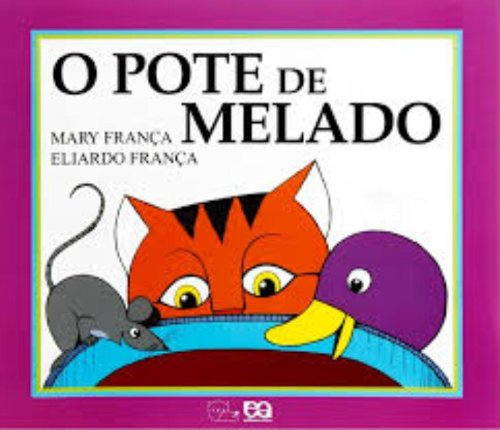 O POTE DE
MELADO
MARY FRANÇA
ELIARDO FRANÇA